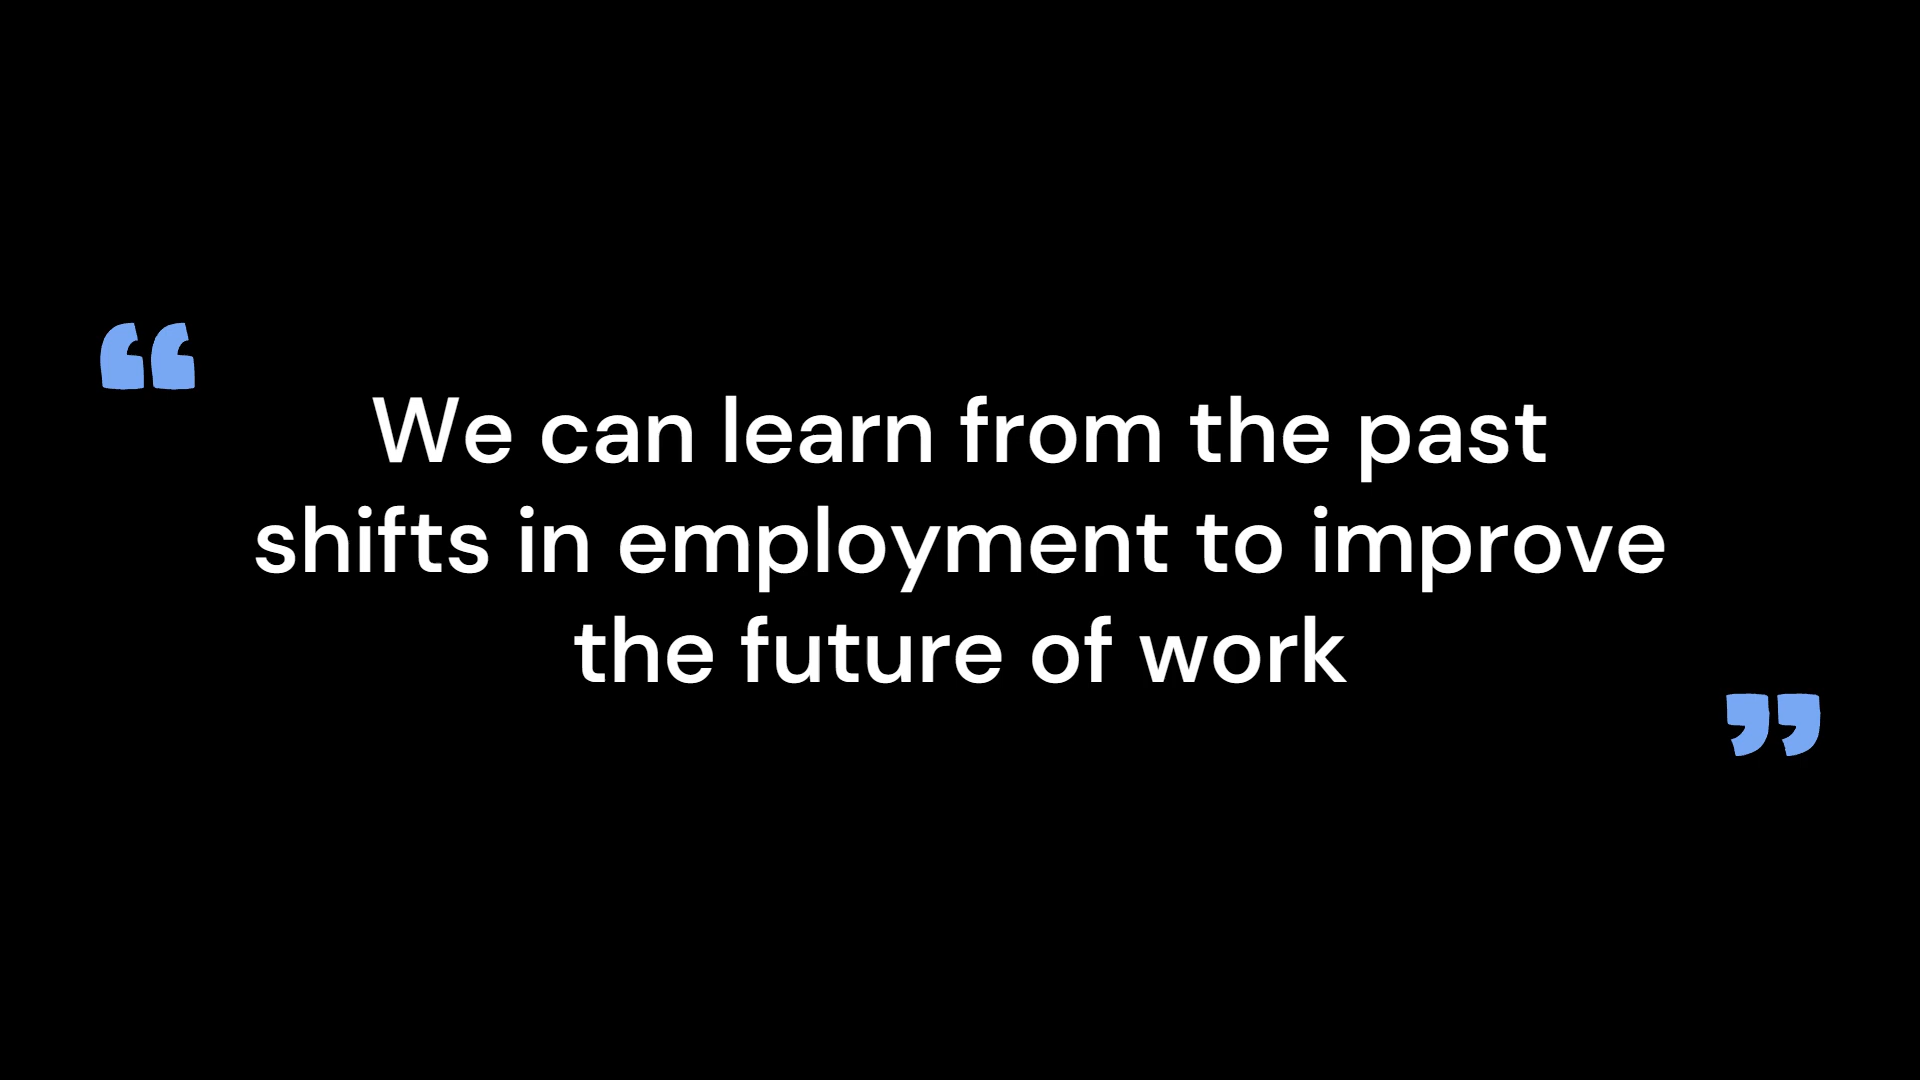 “
We can learn from the past
shifts in employment to improve
the future of work
”